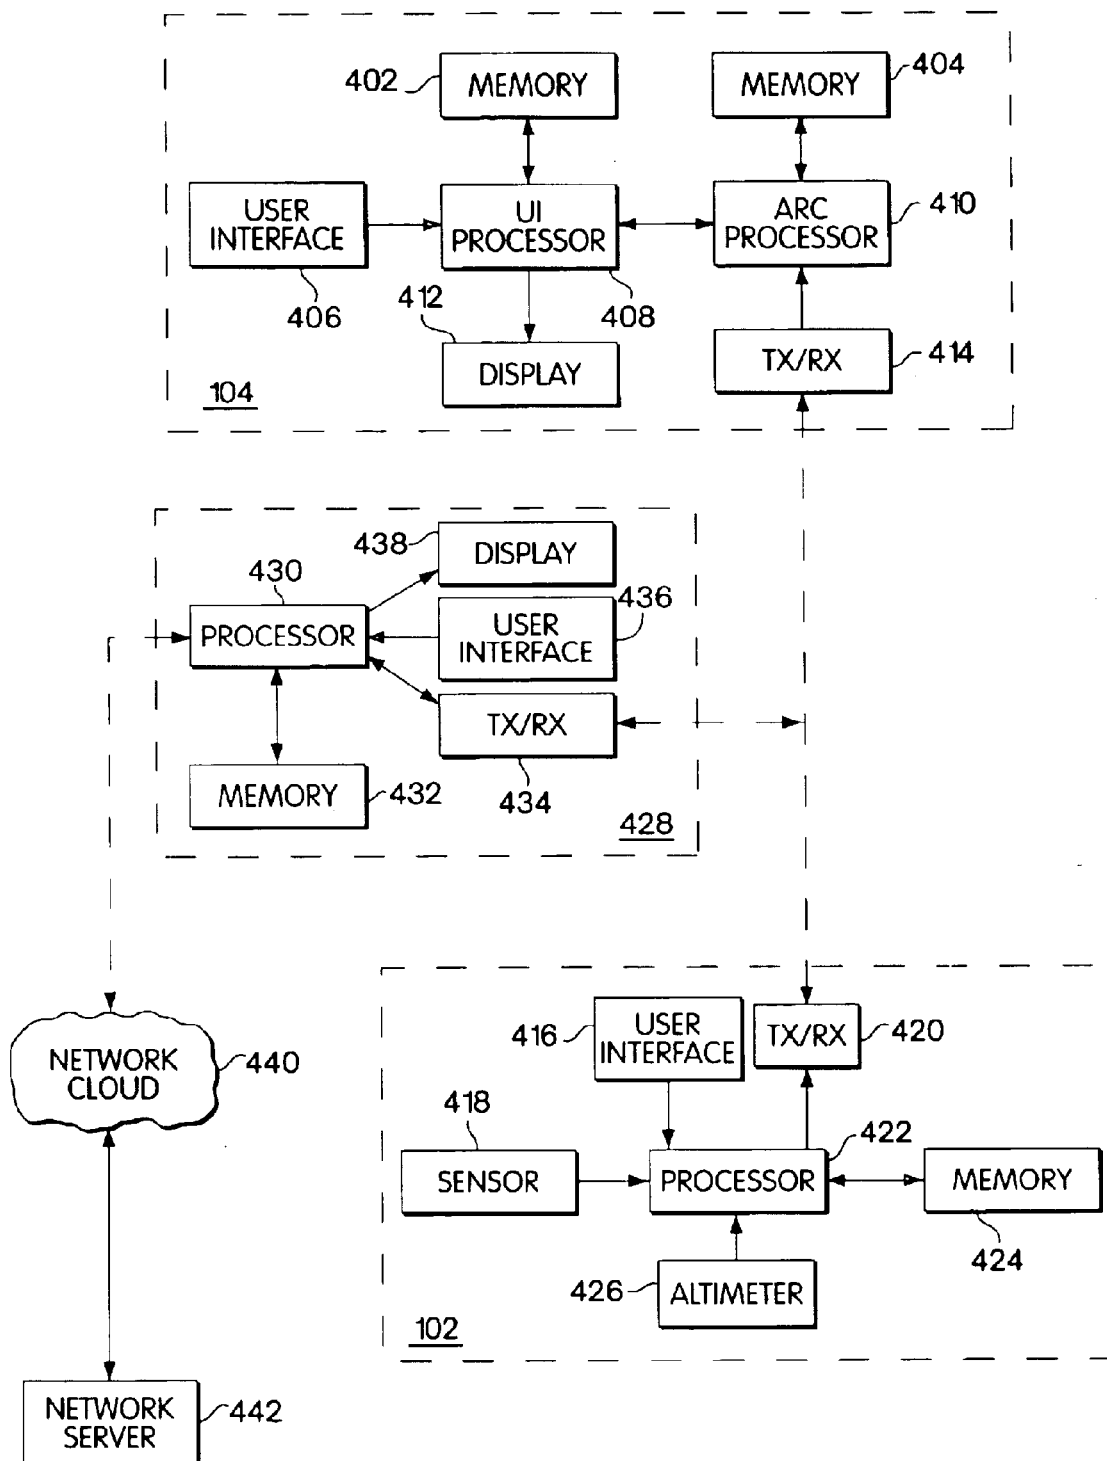 402
MEMORY
MEMORY
404
USER
INTERFACE
406
UI
PROCESSOR
408
ARC
PROCESSOR
410
412
DISPLAY
TX/RX
414
104
438
DISPLAY
430
PROCESSOR
USER
INTERFACE
436
TX/RX
434
MEMORY
432
428
NETWORK
CLOUD
440
416
USER
INTERFACE
TX/RX
420
418
SENSOR
PROCESSOR
422
MEMORY
424
426
ALTIMETER
102
NETWORK
SERVER
442